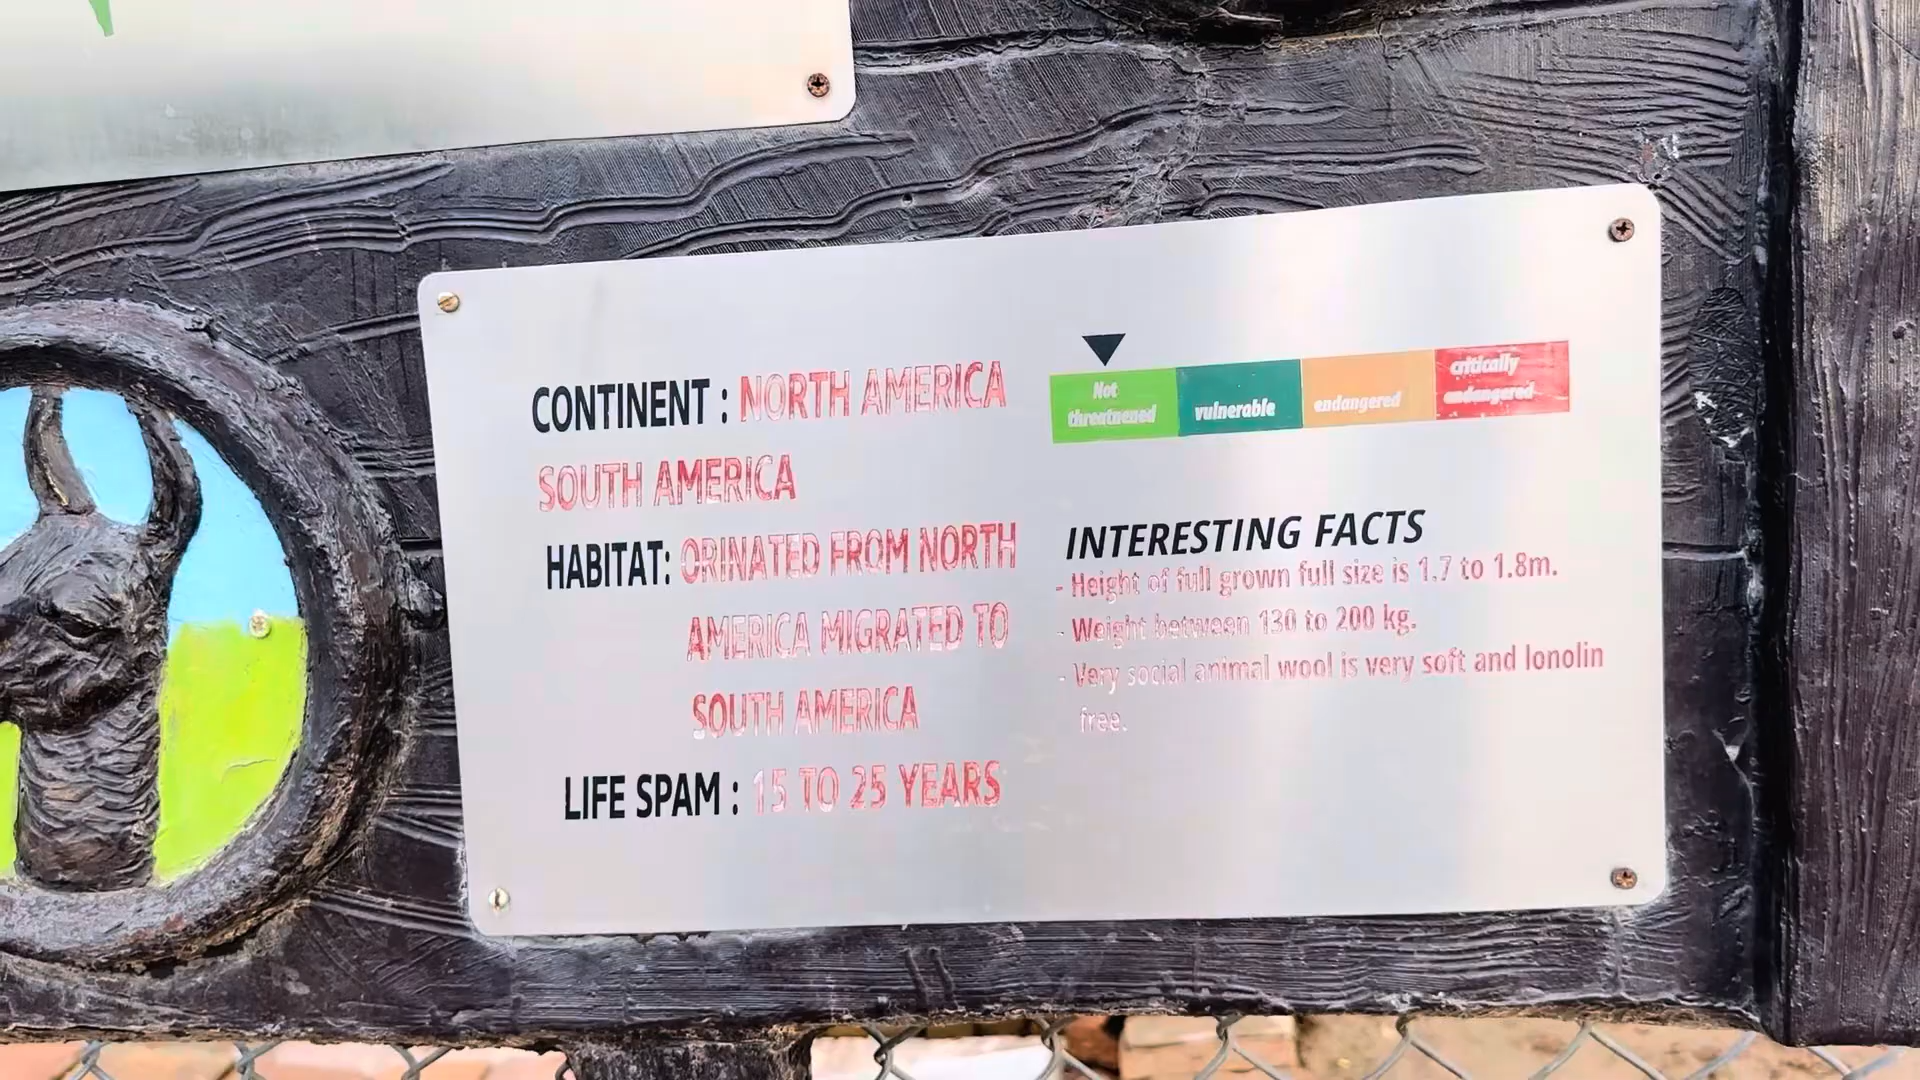 CONTINENT : NORTH AMERICA
SOUTH AMERICA
HABITAT: ORINATED FROM NORTH
AMERICA MIGRATED TO
SOUTH AMERICA
LIFE SPAM : 15 TO 25 YEARS
Not
threatnened
vulnerable
endangered
critically
endangered
INTERESTING FACTS
- Height of full grown full size is 1.7 to 1.8m.
- Weight between 130 to 200 kg.
- Very social animal wool is very soft and lonolin
free.